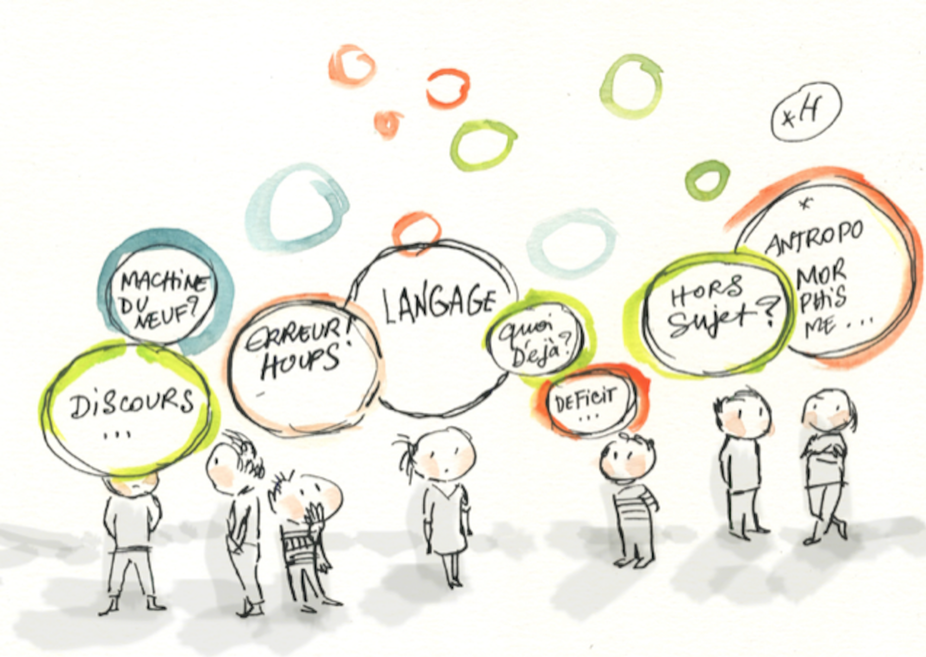 *H
*
ANTROPO
MOR
PHIS
ME...
MACHINE
DU
NEUF?
HORS
Sujet?
ERREUR!
HOUPS!
LANGAGE
Quoi
Déjà?
DEFICIT
...
DISCOURS
...